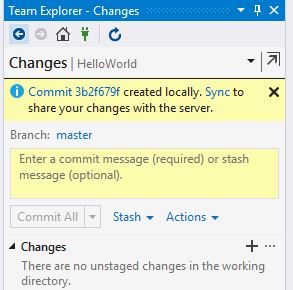 Team Explorer - Changes
Changes | HelloWorld
Commit 3b2f679f created locally. Sync to
share your changes with the server.
Branch: master
Enter a commit message (required) or stash
message (optional).
Commit All Stash Actions
Changes
There are no unstaged changes in the working
directory.